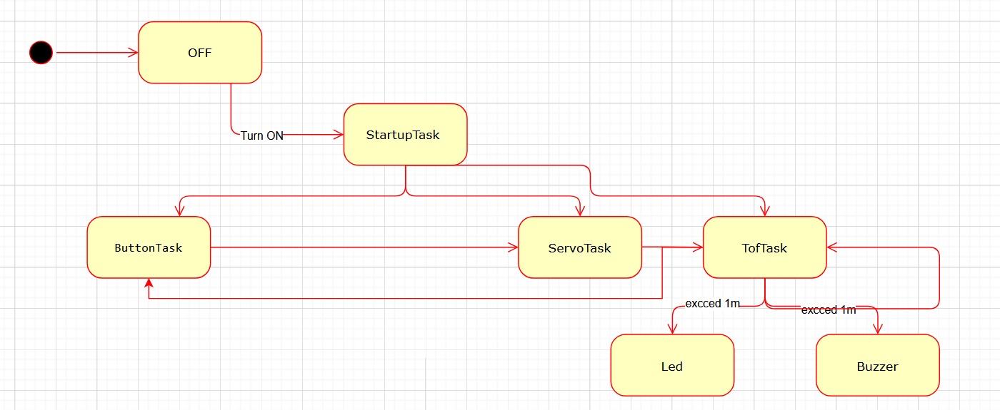 OFF
Turn ON
StartupTask
ButtonTask
ServoTask
TofTask
excced 1m
excced 1m
Led
Buzzer